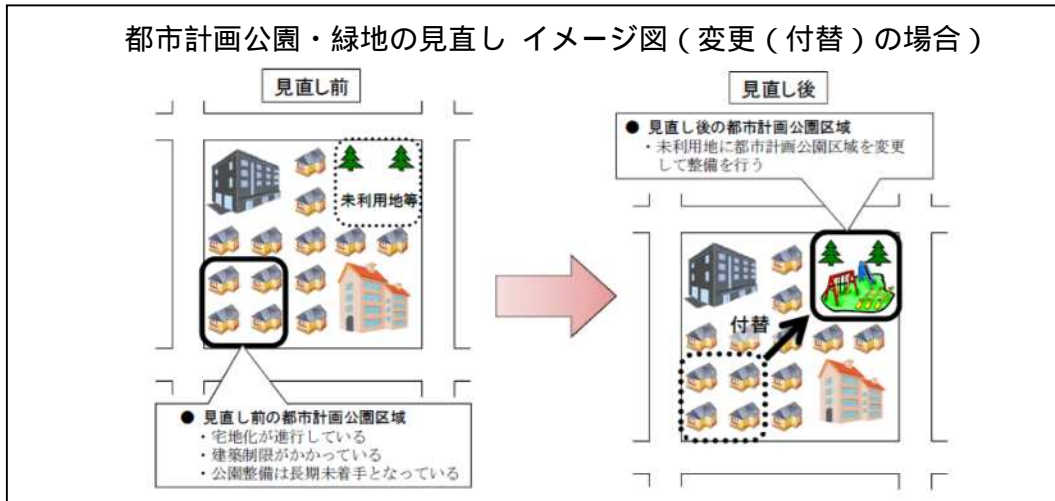 都市計画公園・緑地の見直し イメージ図(変更(付替)の場合)
見直し前
未利用地等
● 見直し前の都市計画公園区域
・宅地化が進行している
・建築制限がかかっている
・公園整備は長期未着手となっている
見直し後
● 見直し後の都市計画公園区域
・未利用地に都市計画公園区域を変更
して整備を行う
付替